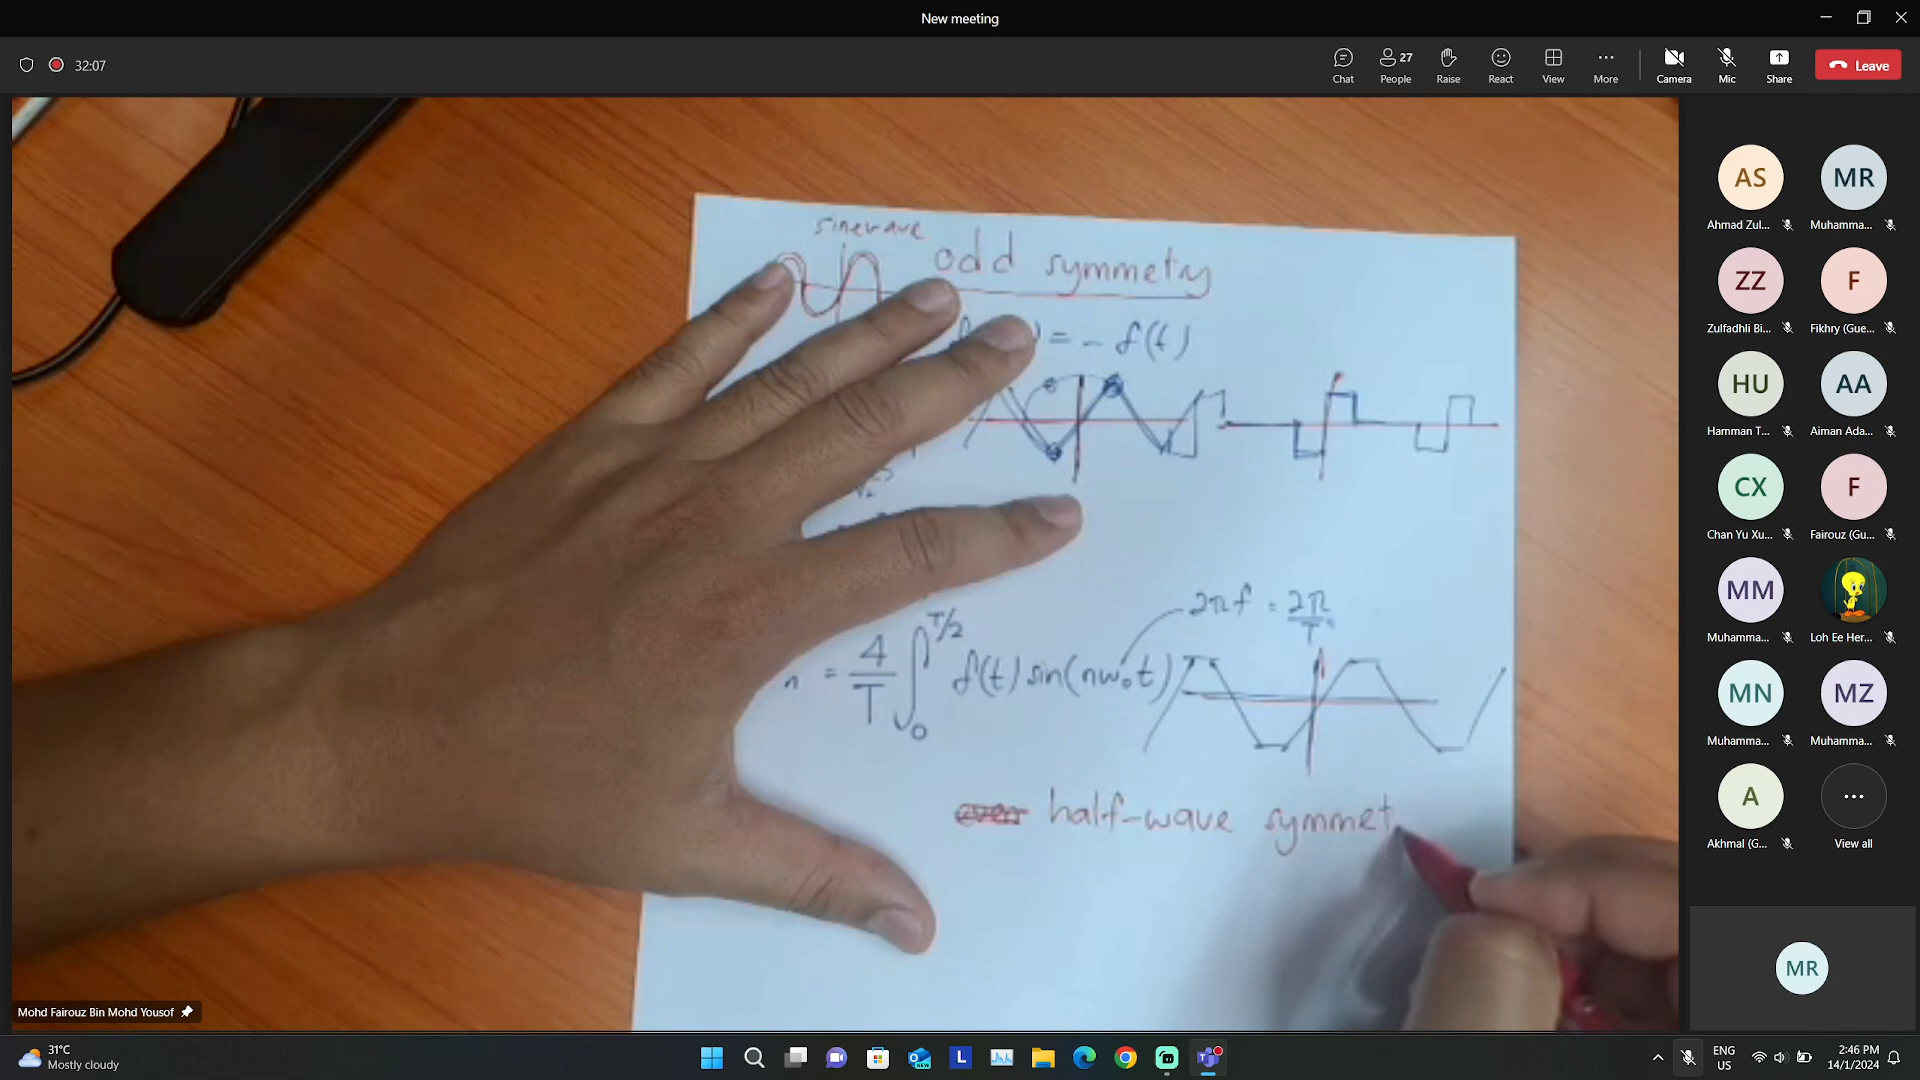 New meeting
32:07
Chat
27
People
Raise
React
View
More
Camera
Mic
Share
Leave
sinewave
odd symmetry
) = - f(t)
2πf = 2π/T
n = 4/T ∫₀^T/2 f(t) sin(nω₀t)
half-wave symmet
AS
Ahmad Zul...
MR
Muhamma...
ZZ
Zulfadhli Bi...
F
Fikhry (Gue...
HU
Hamman T...
AA
Aiman Ada...
CX
Chan Yu Xu...
F
Fairouz (Gu...
MM
Muhamma...
Loh Ee Her...
MN
Muhamma...
MZ
Muhamma...
A
Akhmal (G...
View all
MR
Mohd Fairouz Bin Mohd Yousof
31°C
Mostly cloudy
NEW
L
ENG
US
2:46 PM
14/1/2024